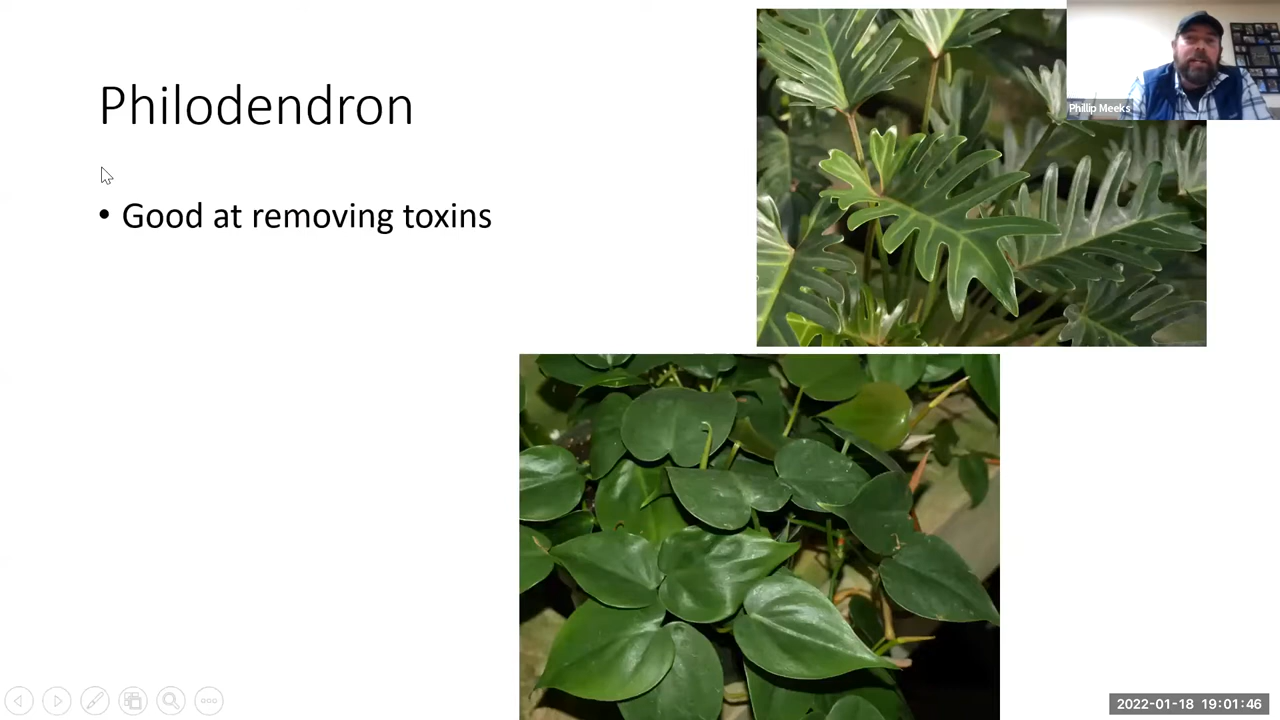 Philodendron
• Good at removing toxins
Phillip Meeks
2022-01-18 19:01:46